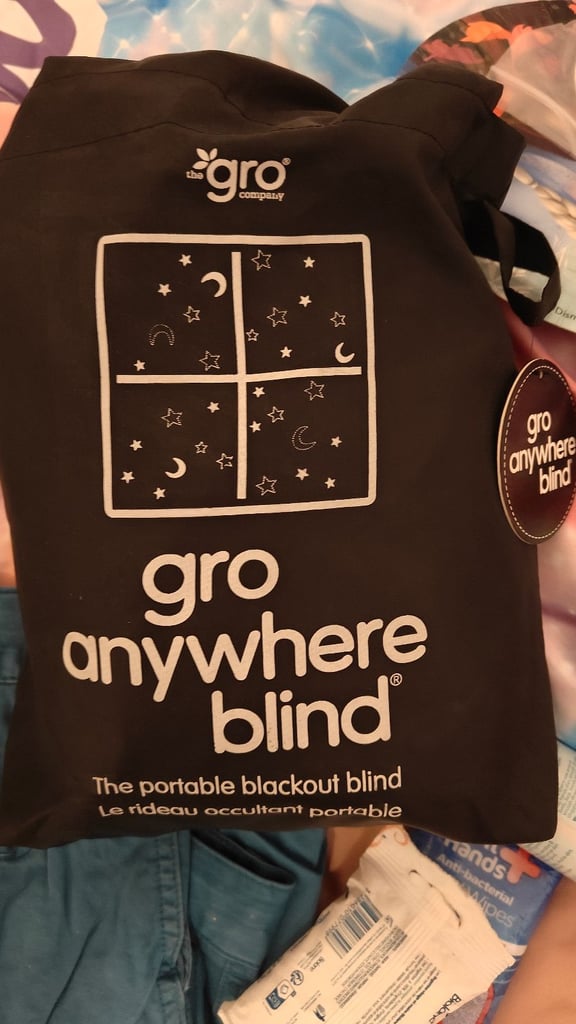 the gro® company
gro
anywhere
blind®
The portable blackout blind
Le rideau occultant portable
gro
anywhere
blind
Hands
Anti-bacterial
Wipes